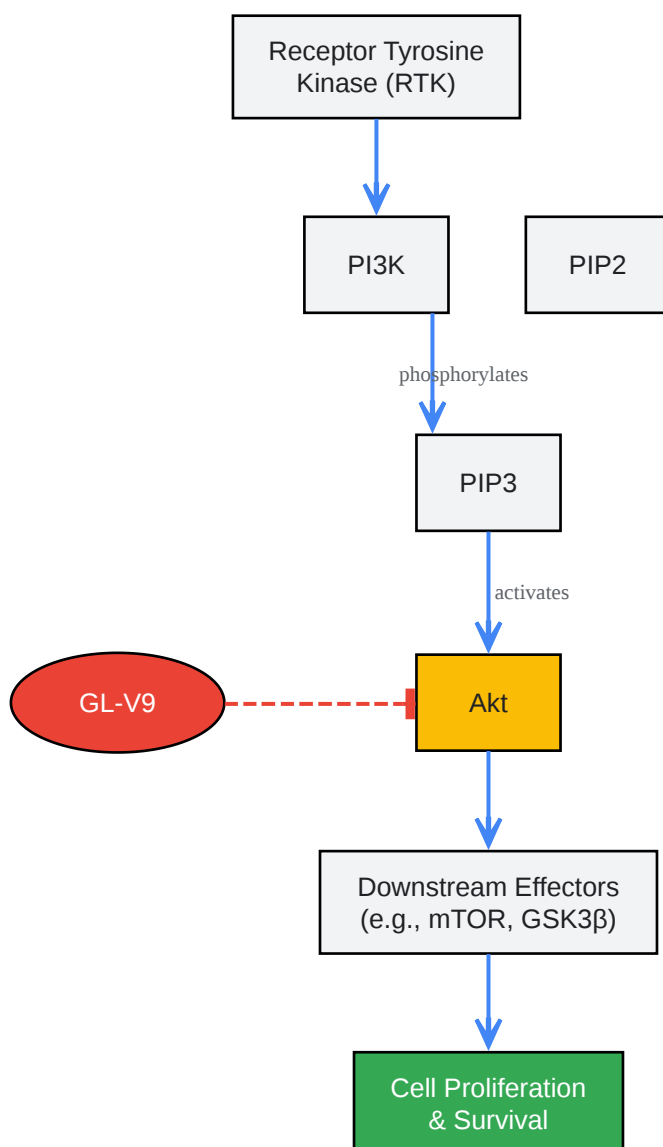 Receptor Tyrosine
Kinase (RTK)
PI3K
PIP2
phosphorylates
PIP3
activates
GL-V9
Akt
Downstream Effectors
(e.g., mTOR, GSK3β)
Cell Proliferation
& Survival